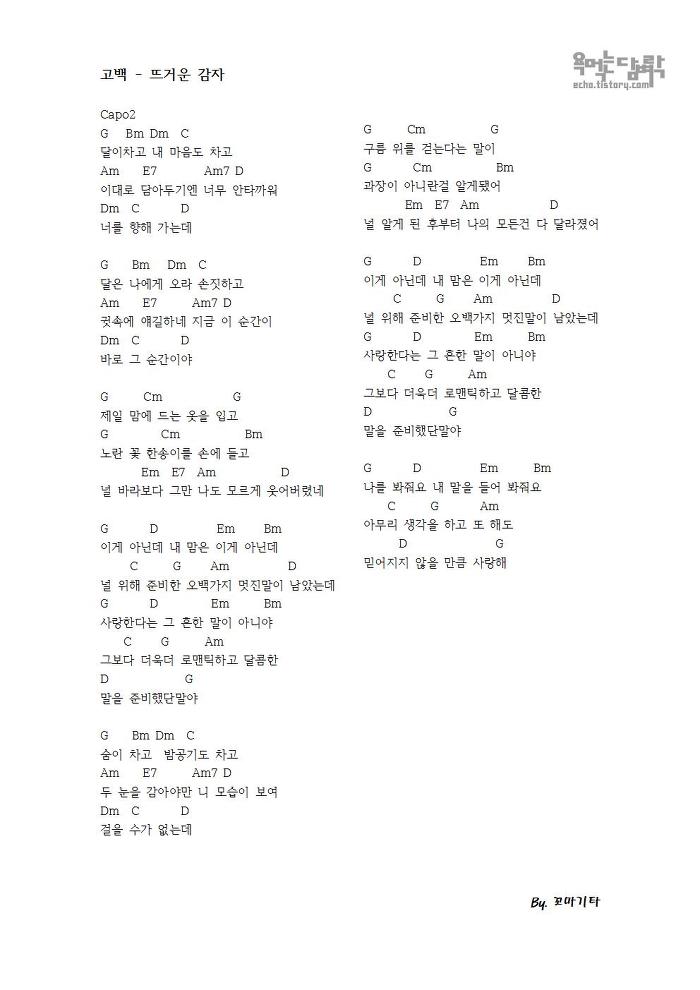 고백 - 뜨거운 감자
욕먹는담벼락
echo.tistory.com
Capo2
G Bm Dm C
달이차고 내 마음도 차고
Am E7 Am7 D
이대로 담아두기엔 너무 안타까워
Dm C D
너를 향해 가는데
G Bm Dm C
달은 나에게 오라 손짓하고
Am E7 Am7 D
귓속에 얘길하네 지금 이 순간이
Dm C D
바로 그 순간이야
G Cm G
제일 맘에 드는 옷을 입고
G Cm Bm
노란 꽃 한송이를 손에 들고
Em E7 Am D
널 바라보다 그만 나도 모르게 웃어버렸네
G D Em Bm
이게 아닌데 내 맘은 이게 아닌데
C G Am D
널 위해 준비한 오백가지 멋진말이 남았는데
G D Em Bm
사랑한다는 그 흔한 말이 아니야
C G Am
그보다 더욱더 로맨틱하고 달콤한
D G
말을 준비했단말야
G Bm Dm C
숨이 차고 밤공기도 차고
Am E7 Am7 D
두 눈을 감아야만 니 모습이 보여
Dm C D
걸을 수가 없는데
G Cm G
구름 위를 걷는다는 말이
G Cm Bm
과장이 아니란걸 알게됐어
Em E7 Am D
널 알게 된 후부터 나의 모든건 다 달라졌어
G D Em Bm
이게 아닌데 내 맘은 이게 아닌데
C G Am D
널 위해 준비한 오백가지 멋진말이 남았는데
G D Em Bm
사랑한다는 그 흔한 말이 아니야
C G Am
그보다 더욱더 로맨틱하고 달콤한
D G
말을 준비했단말야
G D Em Bm
나를 봐줘요 내 말을 들어 봐줘요
C G Am
아무리 생각을 하고 또 해도
D G
믿어지지 않을 만큼 사랑해
By. 꼬마기타